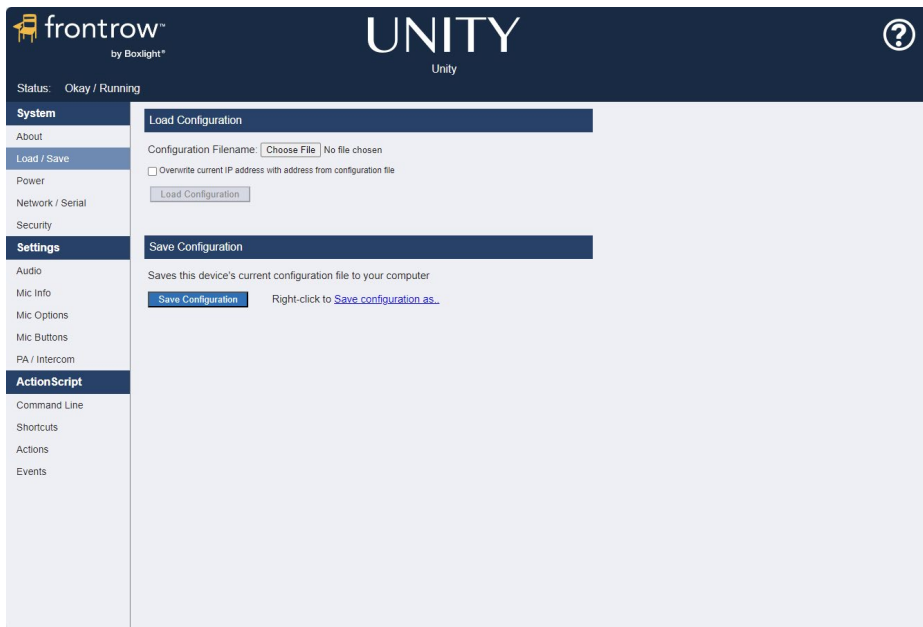 frontrow™
by Boxlight®
UNITY
Unity
?
Status: Okay / Running
System
About
Load / Save
Power
Network / Serial
Security
Settings
Audio
Mic Info
Mic Options
Mic Buttons
PA / Intercom
ActionScript
Command Line
Shortcuts
Actions
Events
Load Configuration
Configuration Filename: Choose File No file chosen
Overwrite current IP address with address from configuration file
Load Configuration
Save Configuration
Saves this device's current configuration file to your computer
Save Configuration Right-click to Save configuration as..